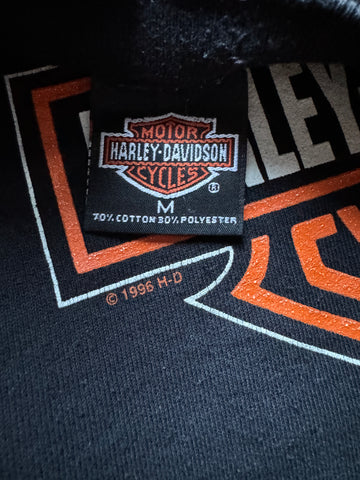 MOTOR
HARLEY-DAVIDSON
CYCLES
®
M
70% COTTON 30% POLYESTER
© 1996 H-D